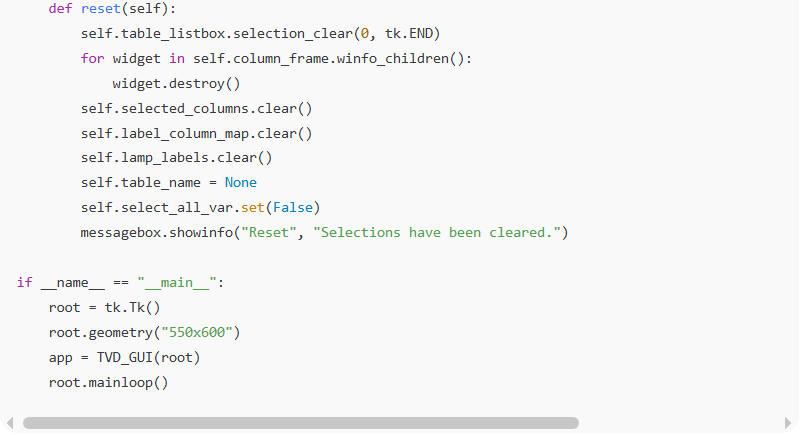 def reset(self):
        self.table_listbox.selection_clear(0, tk.END)
        for widget in self.column_frame.winfo_children():
            widget.destroy()
        self.selected_columns.clear()
        self.label_column_map.clear()
        self.lamp_labels.clear()
        self.table_name = None
        self.select_all_var.set(False)
        messagebox.showinfo("Reset", "Selections have been cleared.")

if __name__ == "__main__":
    root = tk.Tk()
    root.geometry("550x600")
    app = TVD_GUI(root)
    root.mainloop()